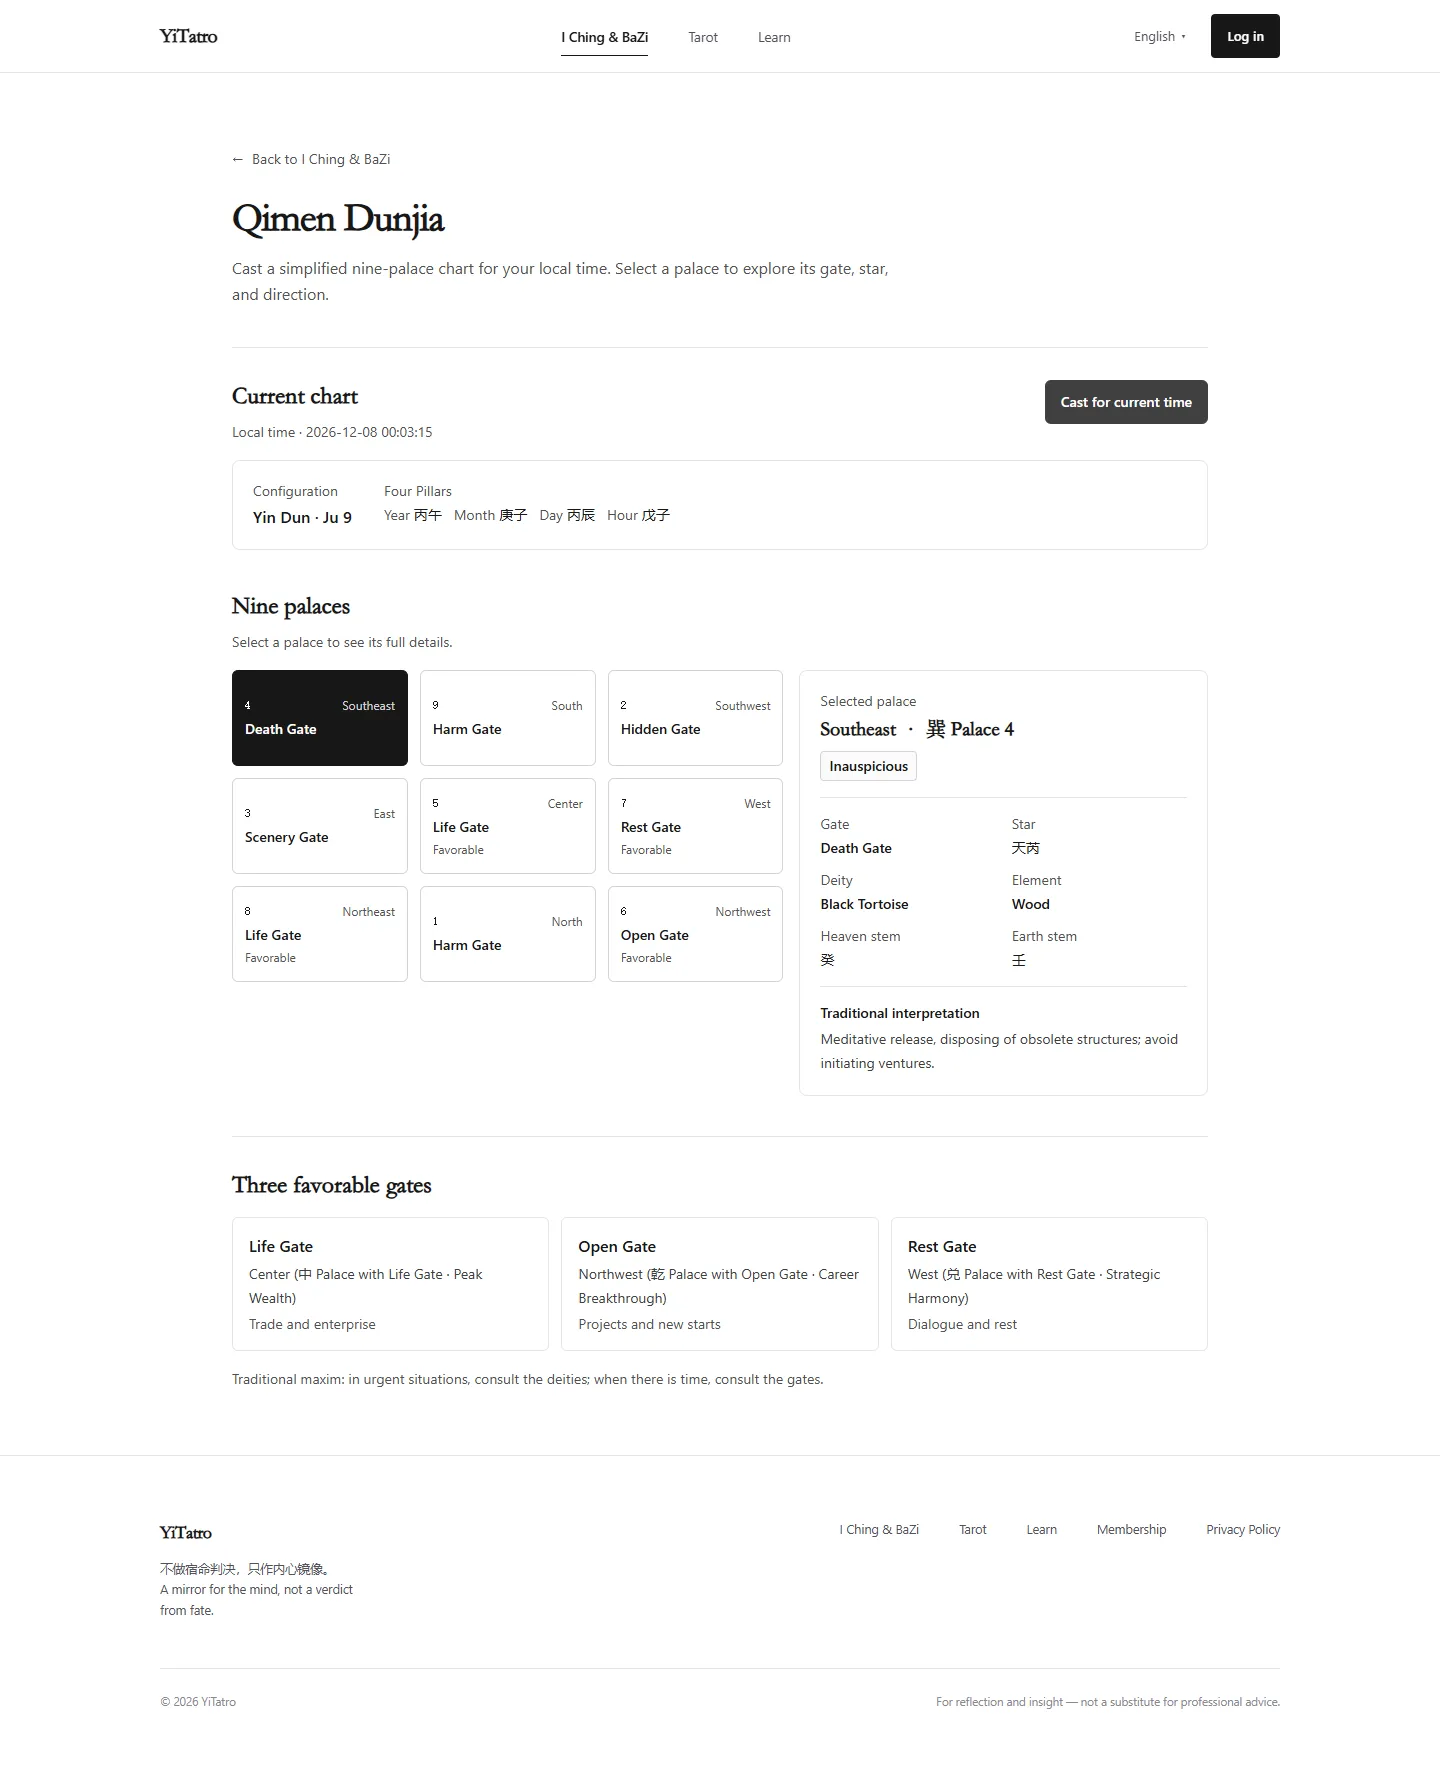 YiTatro
I Ching & BaZi
Tarot
Learn
English
Log in
← Back to I Ching & BaZi
Qimen Dunjia
Cast a simplified nine-palace chart for your local time. Select a palace to explore its gate, star,
and direction.
Current chart
Cast for current time
Local time · 2026-12-08 00:03:15
Configuration
Yin Dun · Ju 9
Four Pillars
Year 丙午 Month 庚子 Day 丙辰 Hour 戊子
Nine palaces
Select a palace to see its full details.
4 Southeast
Death Gate
9 South
Harm Gate
2 Southwest
Hidden Gate
3 East
Scenery Gate
5 Center
Life Gate
Favorable
7 West
Rest Gate
Favorable
8 Northeast
Life Gate
Favorable
1 North
Harm Gate
6 Northwest
Open Gate
Favorable
Selected palace
Southeast · 巽 Palace 4
Inauspicious
Gate
Death Gate
Star
天芮
Deity
Black Tortoise
Element
Wood
Heaven stem
癸
Earth stem
壬
Traditional interpretation
Meditative release, disposing of obsolete structures; avoid
initiating ventures.
Three favorable gates
Life Gate
Center (中 Palace with Life Gate · Peak
Wealth)
Trade and enterprise
Open Gate
Northwest (乾 Palace with Open Gate · Career
Breakthrough)
Projects and new starts
Rest Gate
West (兑 Palace with Rest Gate · Strategic
Harmony)
Dialogue and rest
Traditional maxim: in urgent situations, consult the deities; when there is time, consult the gates.
YiTatro
不做宿命判决，只作内心镜像。
A mirror for the mind, not a verdict
from fate.
I Ching & BaZi
Tarot
Learn
Membership
Privacy Policy
© 2026 YiTatro
For reflection and insight — not a substitute for professional advice.